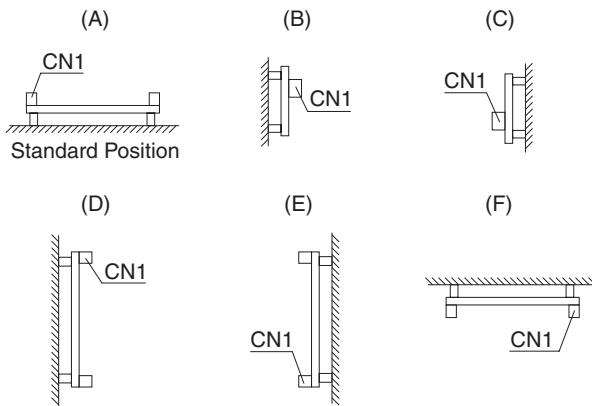 (A)
(B)
(C)
CN1
CN1
CN1
Standard Position
(D)
(E)
(F)
CN1
CN1
CN1